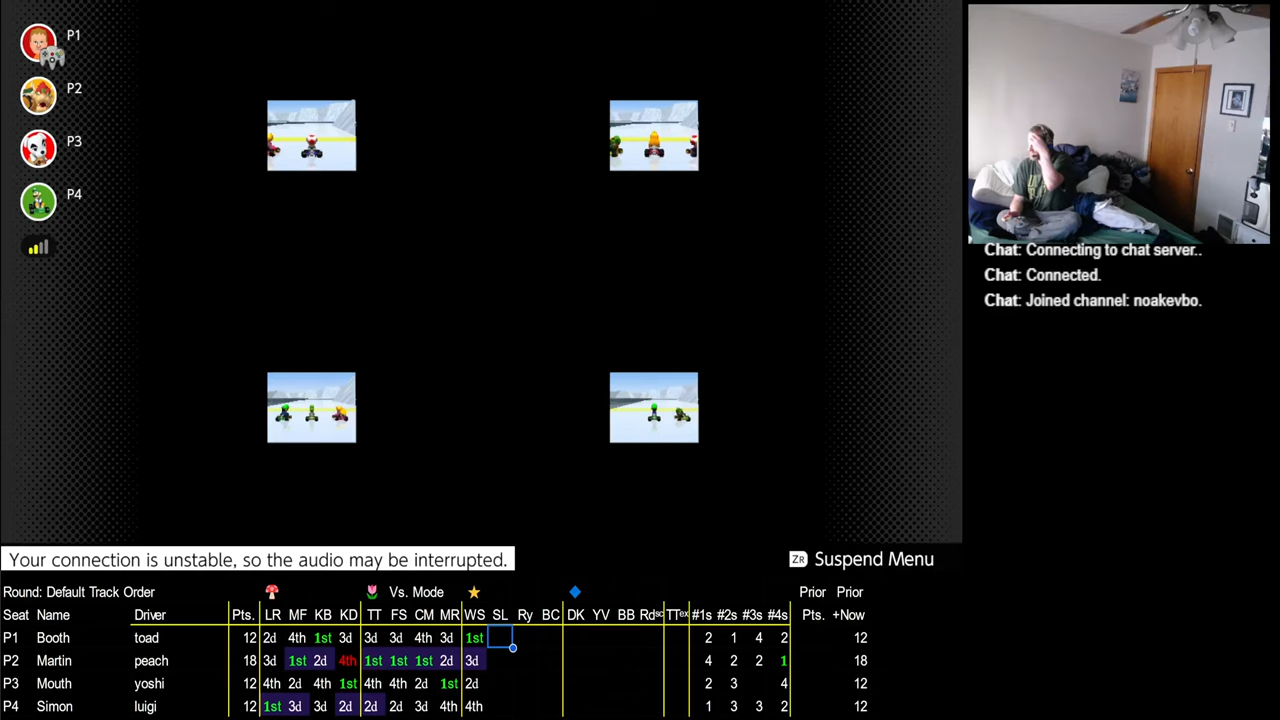 P1
P2
P3
P4
Chat: Connecting to chat server..
Chat: Connected.
Chat: Joined channel: noakevbo.
Your connection is unstable, so the audio may be interrupted.
ZR Suspend Menu
Round: Default Track Order Vs. Mode Prior Prior
Seat Name Driver Pts. LR MF KB KD TT FS CM MR WS SL Ry BC DK YV BB Rdsc TTex #1s #2s #3s #4s Pts. +Now
P1 Booth toad 12 2d 4th 1st 3d 3d 3d 4th 3d 1st 2 1 4 2 12
P2 Martin peach 18 3d 1st 2d 4th 1st 1st 1st 2d 3d 4 2 2 1 18
P3 Mouth yoshi 12 4th 2d 4th 1st 4th 4th 2d 1st 2d 2 3 4 12
P4 Simon luigi 12 1st 3d 3d 2d 2d 2d 3d 4th 4th 1 3 3 2 12